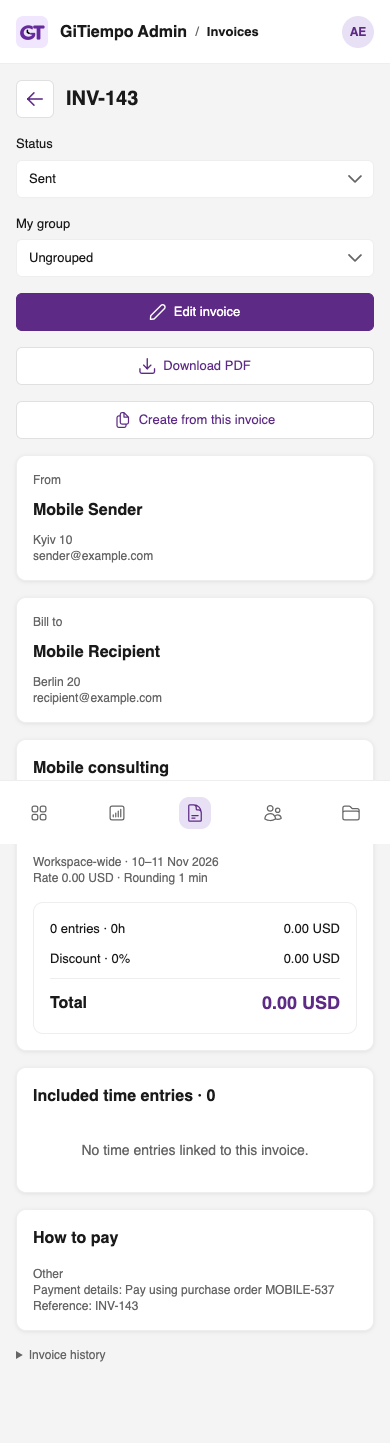 GT GiTiempo Admin / Invoices AE
INV-143
Status
Sent
My group
Ungrouped
Edit invoice
Download PDF
Create from this invoice
From
Mobile Sender
Kyiv 10
sender@example.com
Bill to
Mobile Recipient
Berlin 20
recipient@example.com
Mobile consulting
Workspace-wide · 10–11 Nov 2026
Rate 0.00 USD · Rounding 1 min
0 entries · 0h 0.00 USD
Discount · 0% 0.00 USD
Total 0.00 USD
Included time entries · 0
No time entries linked to this invoice.
How to pay
Other
Payment details: Pay using purchase order MOBILE-537
Reference: INV-143
Invoice history